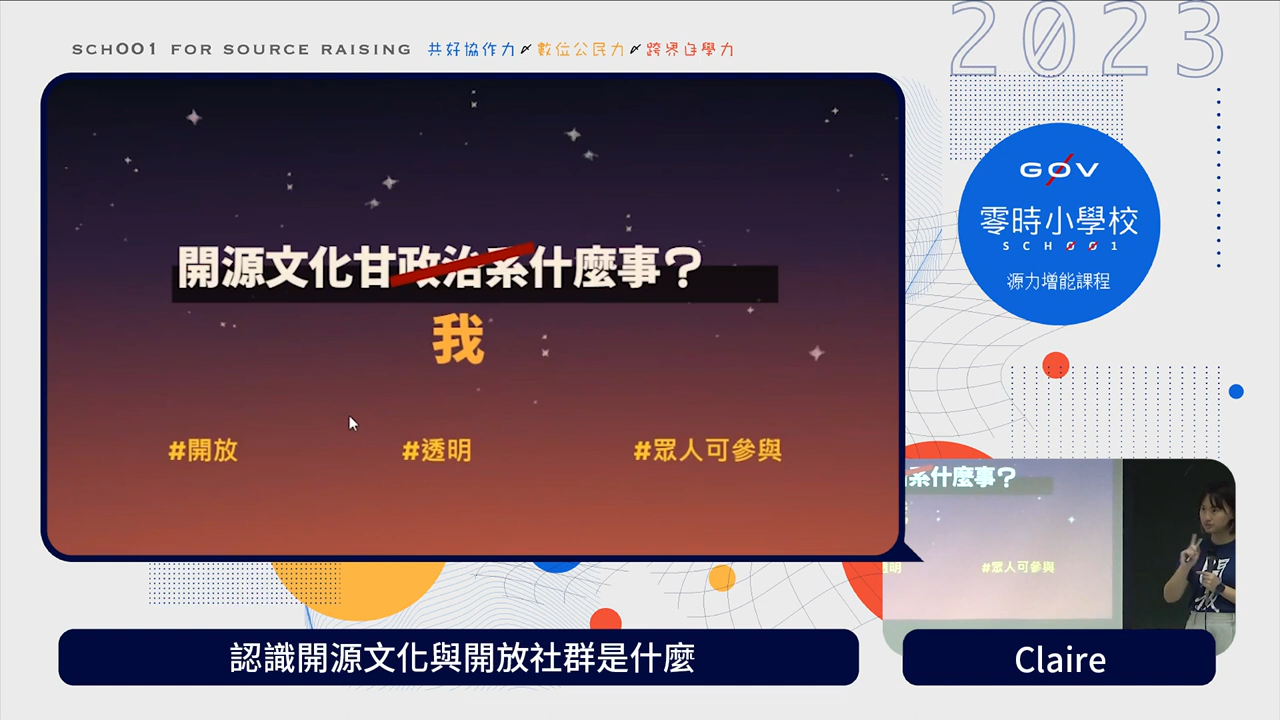 SCH001 FOR SOURCE RAISING 共好協作力 數位公民力 跨界自學力
2023
G0V
零時小學校
SCH001
源力增能課程
開源文化甘政治系什麼事？
我
#開放
#透明
#眾人可參與
系什麼事？
透明
#眾人可參與
認識開源文化與開放社群是什麼
Claire